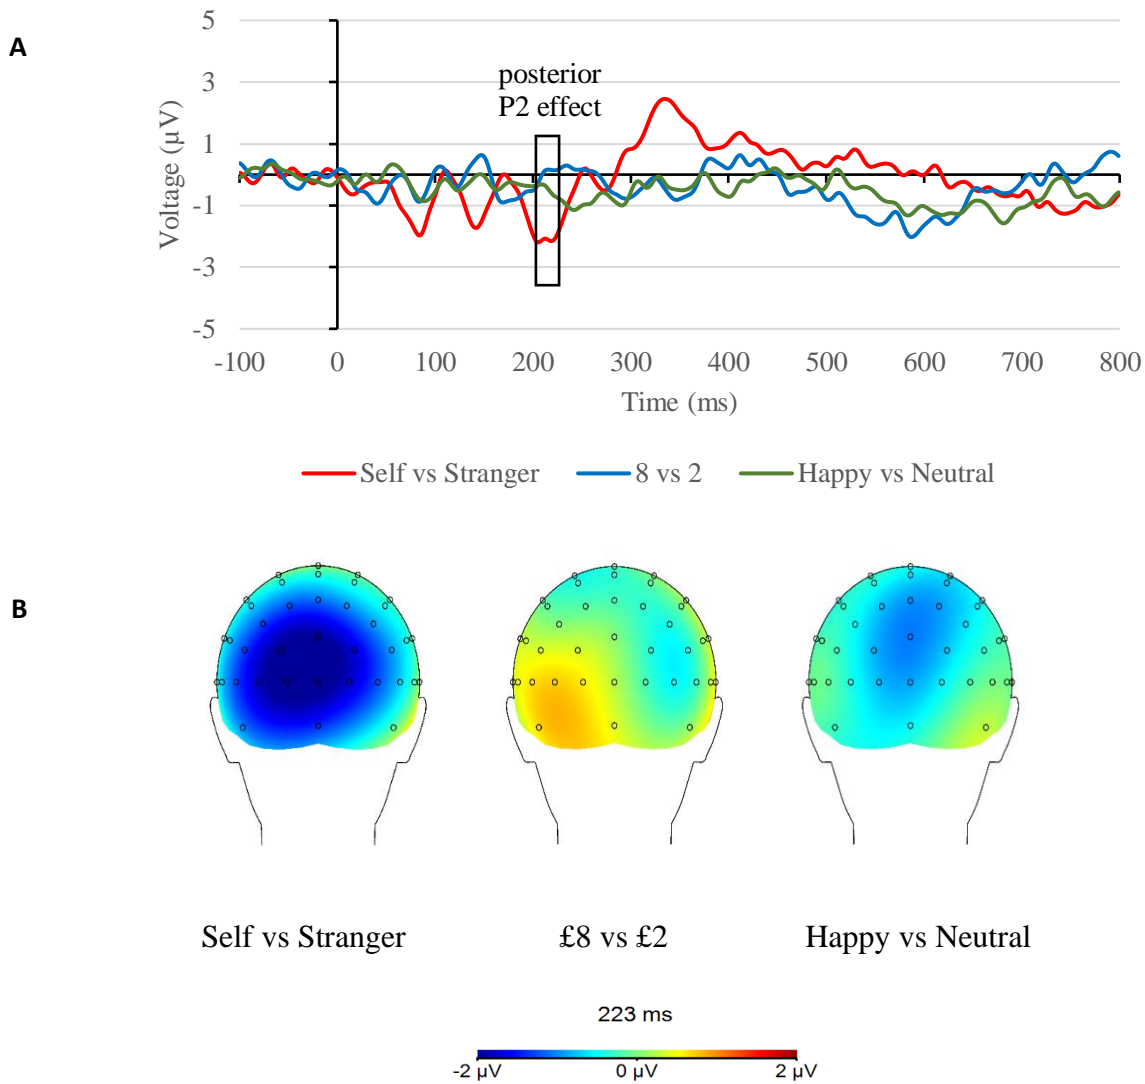 A
posterior
P2 effect
Voltage (µV)
5
3
1
-1
-3
-5
-100 0 100 200 300 400 500 600 700 800
Time (ms)
Self vs Stranger 8 vs 2 Happy vs Neutral
B
Self vs Stranger £8 vs £2 Happy vs Neutral
223 ms
-2 µV 0 µV 2 µV